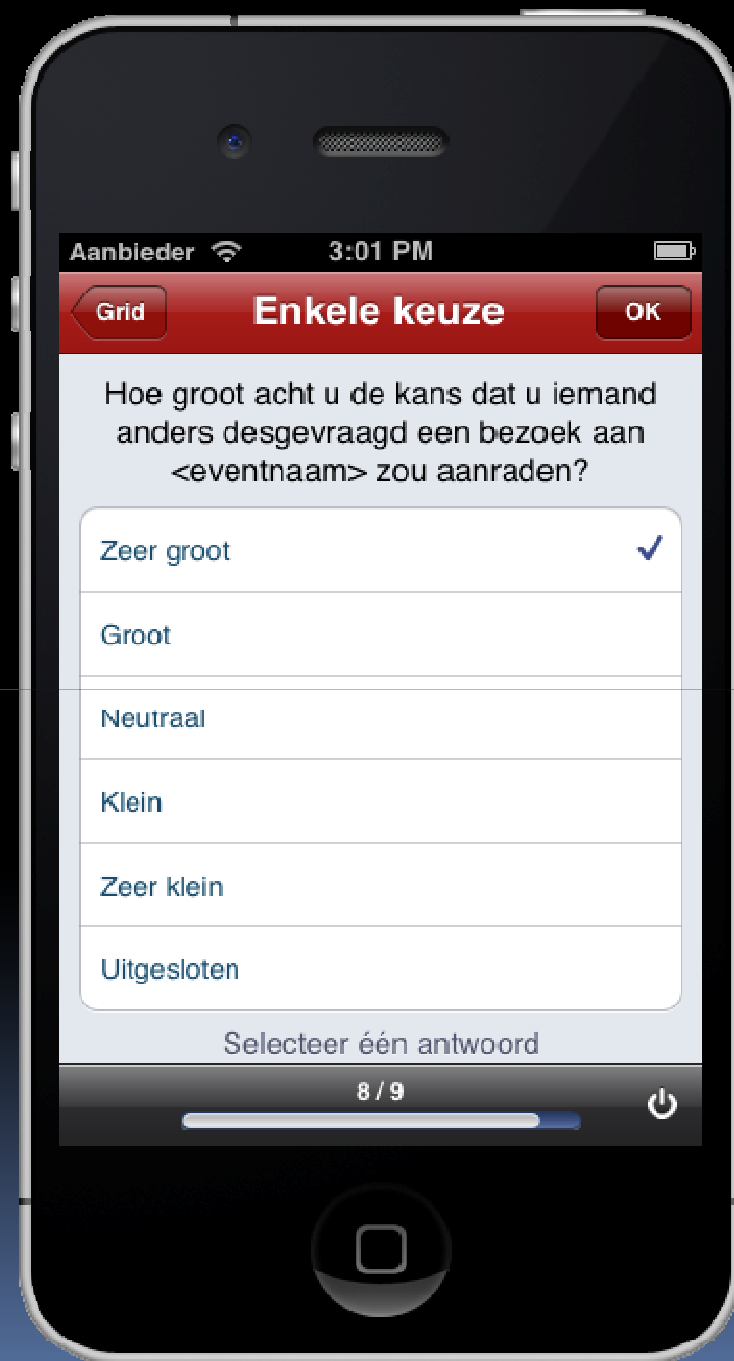 Aanbieder 3:01 PM
Grid Enkele keuze OK
Hoe groot acht u de kans dat u iemand
anders desgevraagd een bezoek aan
<eventnaam> zou aanraden?
Zeer groot
Groot
Neutraal
Klein
Zeer klein
Uitgesloten
Selecteer één antwoord
8 / 9